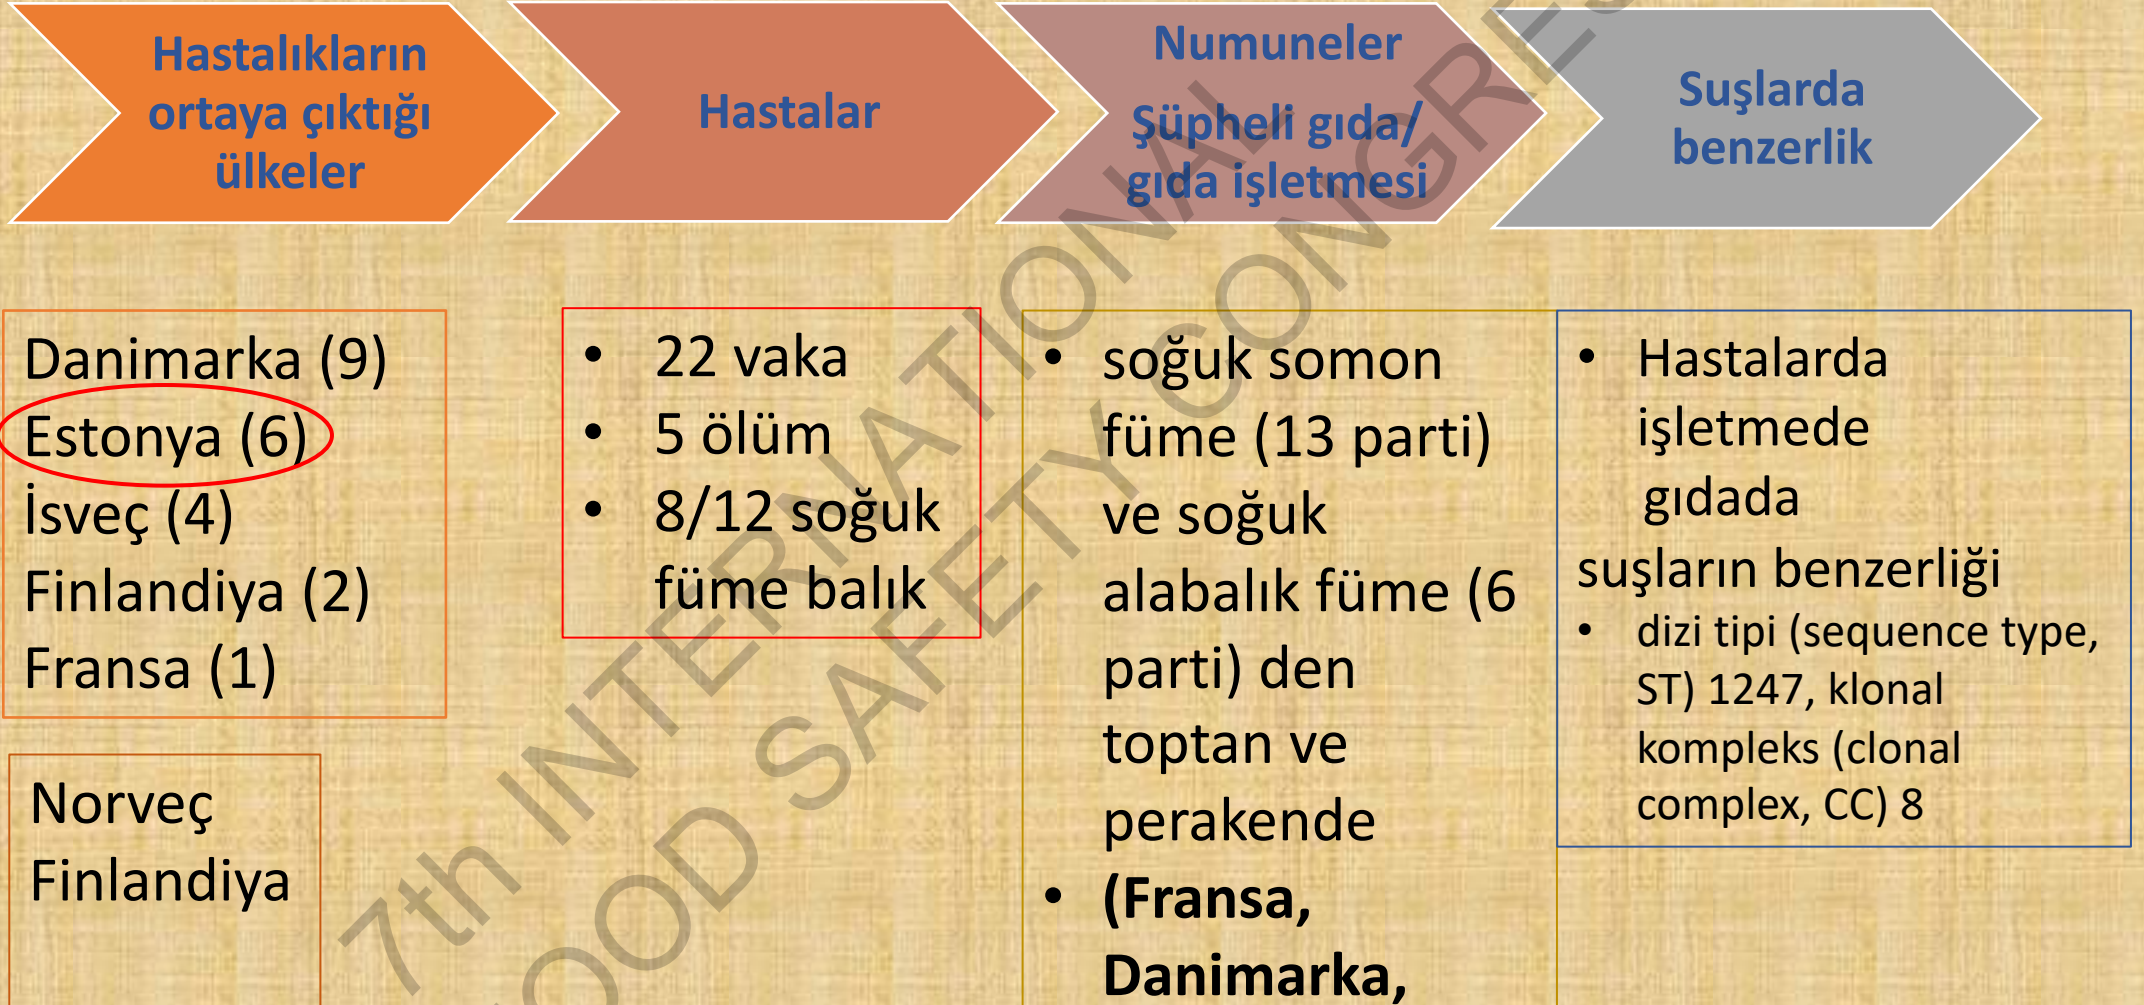 Hastalıkların
ortaya çıktığı
ülkeler
Hastalar
Numuneler
Şüpheli gıda/
gıda işletmesi
Suşlarda
benzerlik
Danimarka (9)
Estonya (6)
İsveç (4)
Finlandiya (2)
Fransa (1)
Norveç
Finlandiya
• 22 vaka
• 5 ölüm
• 8/12 soğuk
füme balık
• soğuk somon
füme (13 parti)
ve soğuk
alabalık füme (6
parti) den
toptan ve
perakende
• (Fransa,
Danimarka,
• Hastalarda
işletmede
gıdada
suşların benzerliği
• dizi tipi (sequence type,
ST) 1247, klonal
kompleks (clonal
complex, CC) 8
7th INTERNATIONAL
FOOD SAFETY CONGRESS